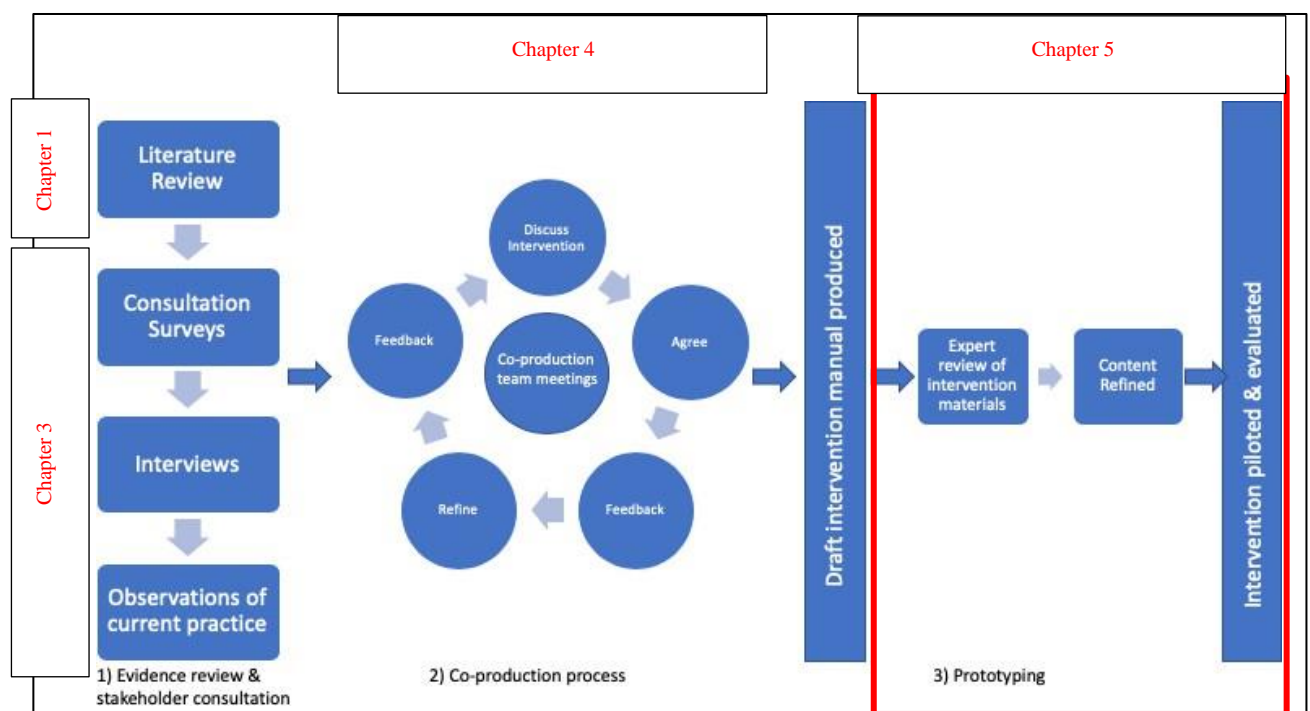 Chapter 4
Chapter 5
Chapter 1
Chapter 3
Literature
Review
Consultation
Surveys
Interviews
Observations of
current practice
1) Evidence review &
stakeholder consultation
Discuss
Intervention
Agree
Feedback
Refine
Feedback
Co-production
team meetings
2) Co-production process
Draft intervention manual produced
Expert
review of
intervention
materials
Content
Refined
3) Prototyping
Intervention piloted & evaluated